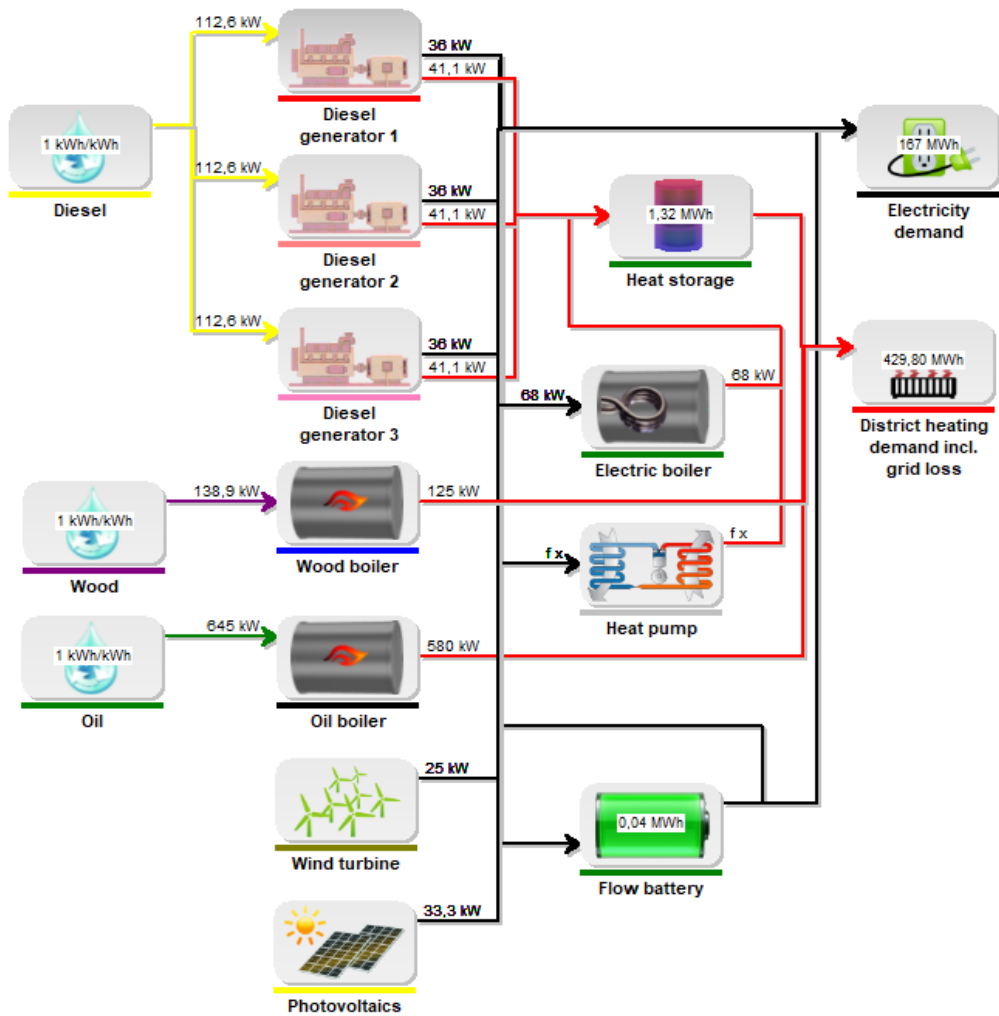 112,6 kW
36 kW
41,1 kW
Diesel
generator 1
1 kWh/kWh
Diesel
167 MWh
Electricity
demand
112,6 kW
36 kW
41,1 kW
Diesel
generator 2
1,32 MWh
Heat storage
112,6 kW
36 kW
41,1 kW
Diesel
generator 3
68 kW
68 kW
Electric boiler
429,80 MWh
District heating
demand incl.
grid loss
138,9 kW
125 kW
1 kWh/kWh
Wood
Wood boiler
f x
f x
Heat pump
645 kW
580 kW
1 kWh/kWh
Oil
Oil boiler
25 kW
Wind turbine
0,04 MWh
Flow battery
33,3 kW
Photovoltaics